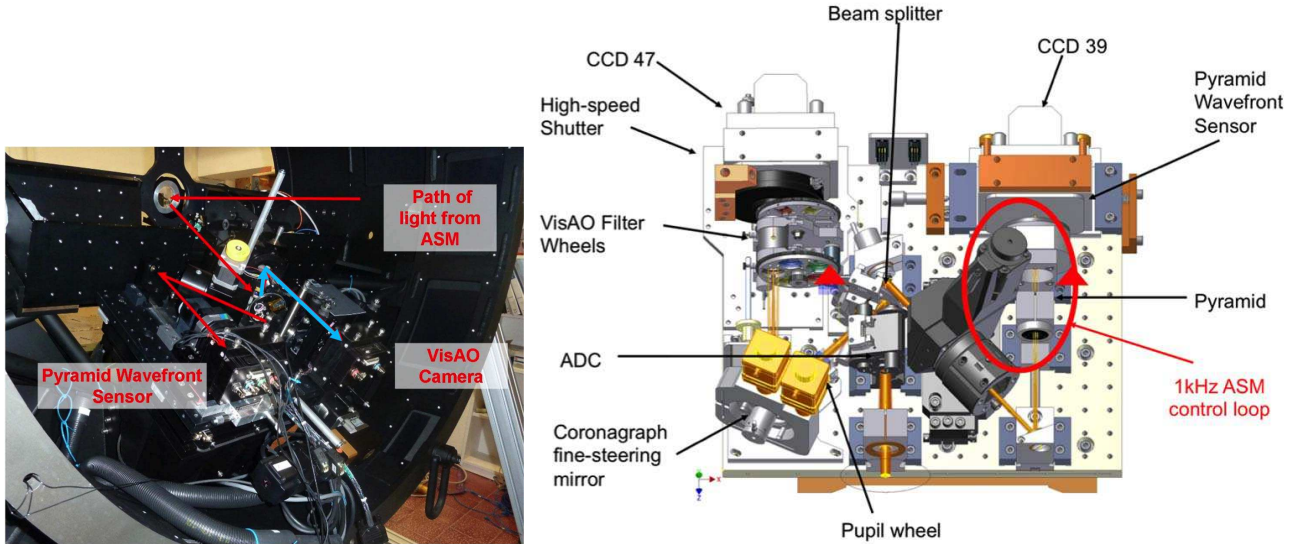 Path of
light from
ASM
Pyramid Wavefront
Sensor
VisAO
Camera
Beam splitter
CCD 47
CCD 39
High-speed
Shutter
Pyramid
Wavefront
Sensor
VisAO Filter
Wheels
Pyramid
ADC
1kHz ASM
control loop
Coronagraph
fine-steering
mirror
Pupil wheel
x
z